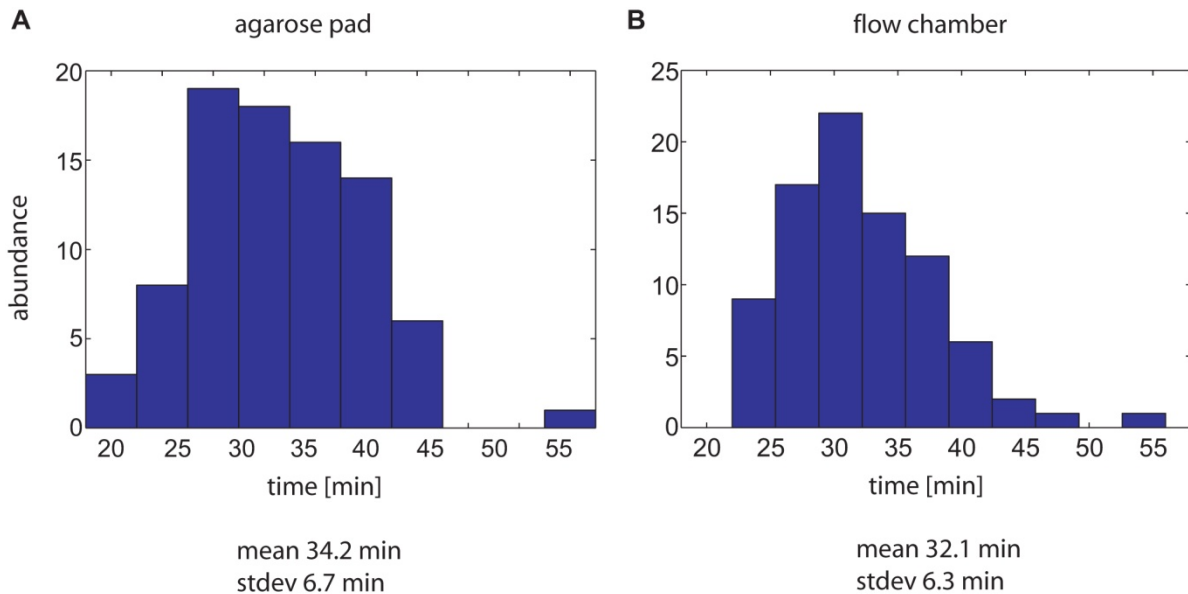 A
agarose pad
20
15
10
5
0
abundance
20 25 30 35 40 45 50 55
time [min]
mean 34.2 min
stdev 6.7 min
B
flow chamber
25
20
15
10
5
0
20 25 30 35 40 45 50 55
time [min]
mean 32.1 min
stdev 6.3 min